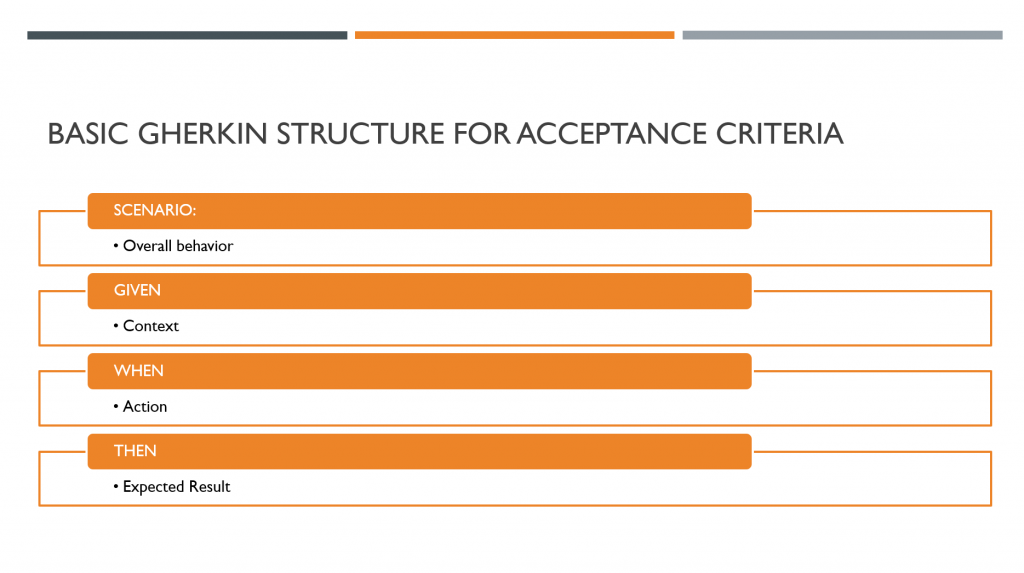 BASIC GHERKIN STRUCTURE FOR ACCEPTANCE CRITERIA
SCENARIO:
• Overall behavior
GIVEN
• Context
WHEN
• Action
THEN
• Expected Result